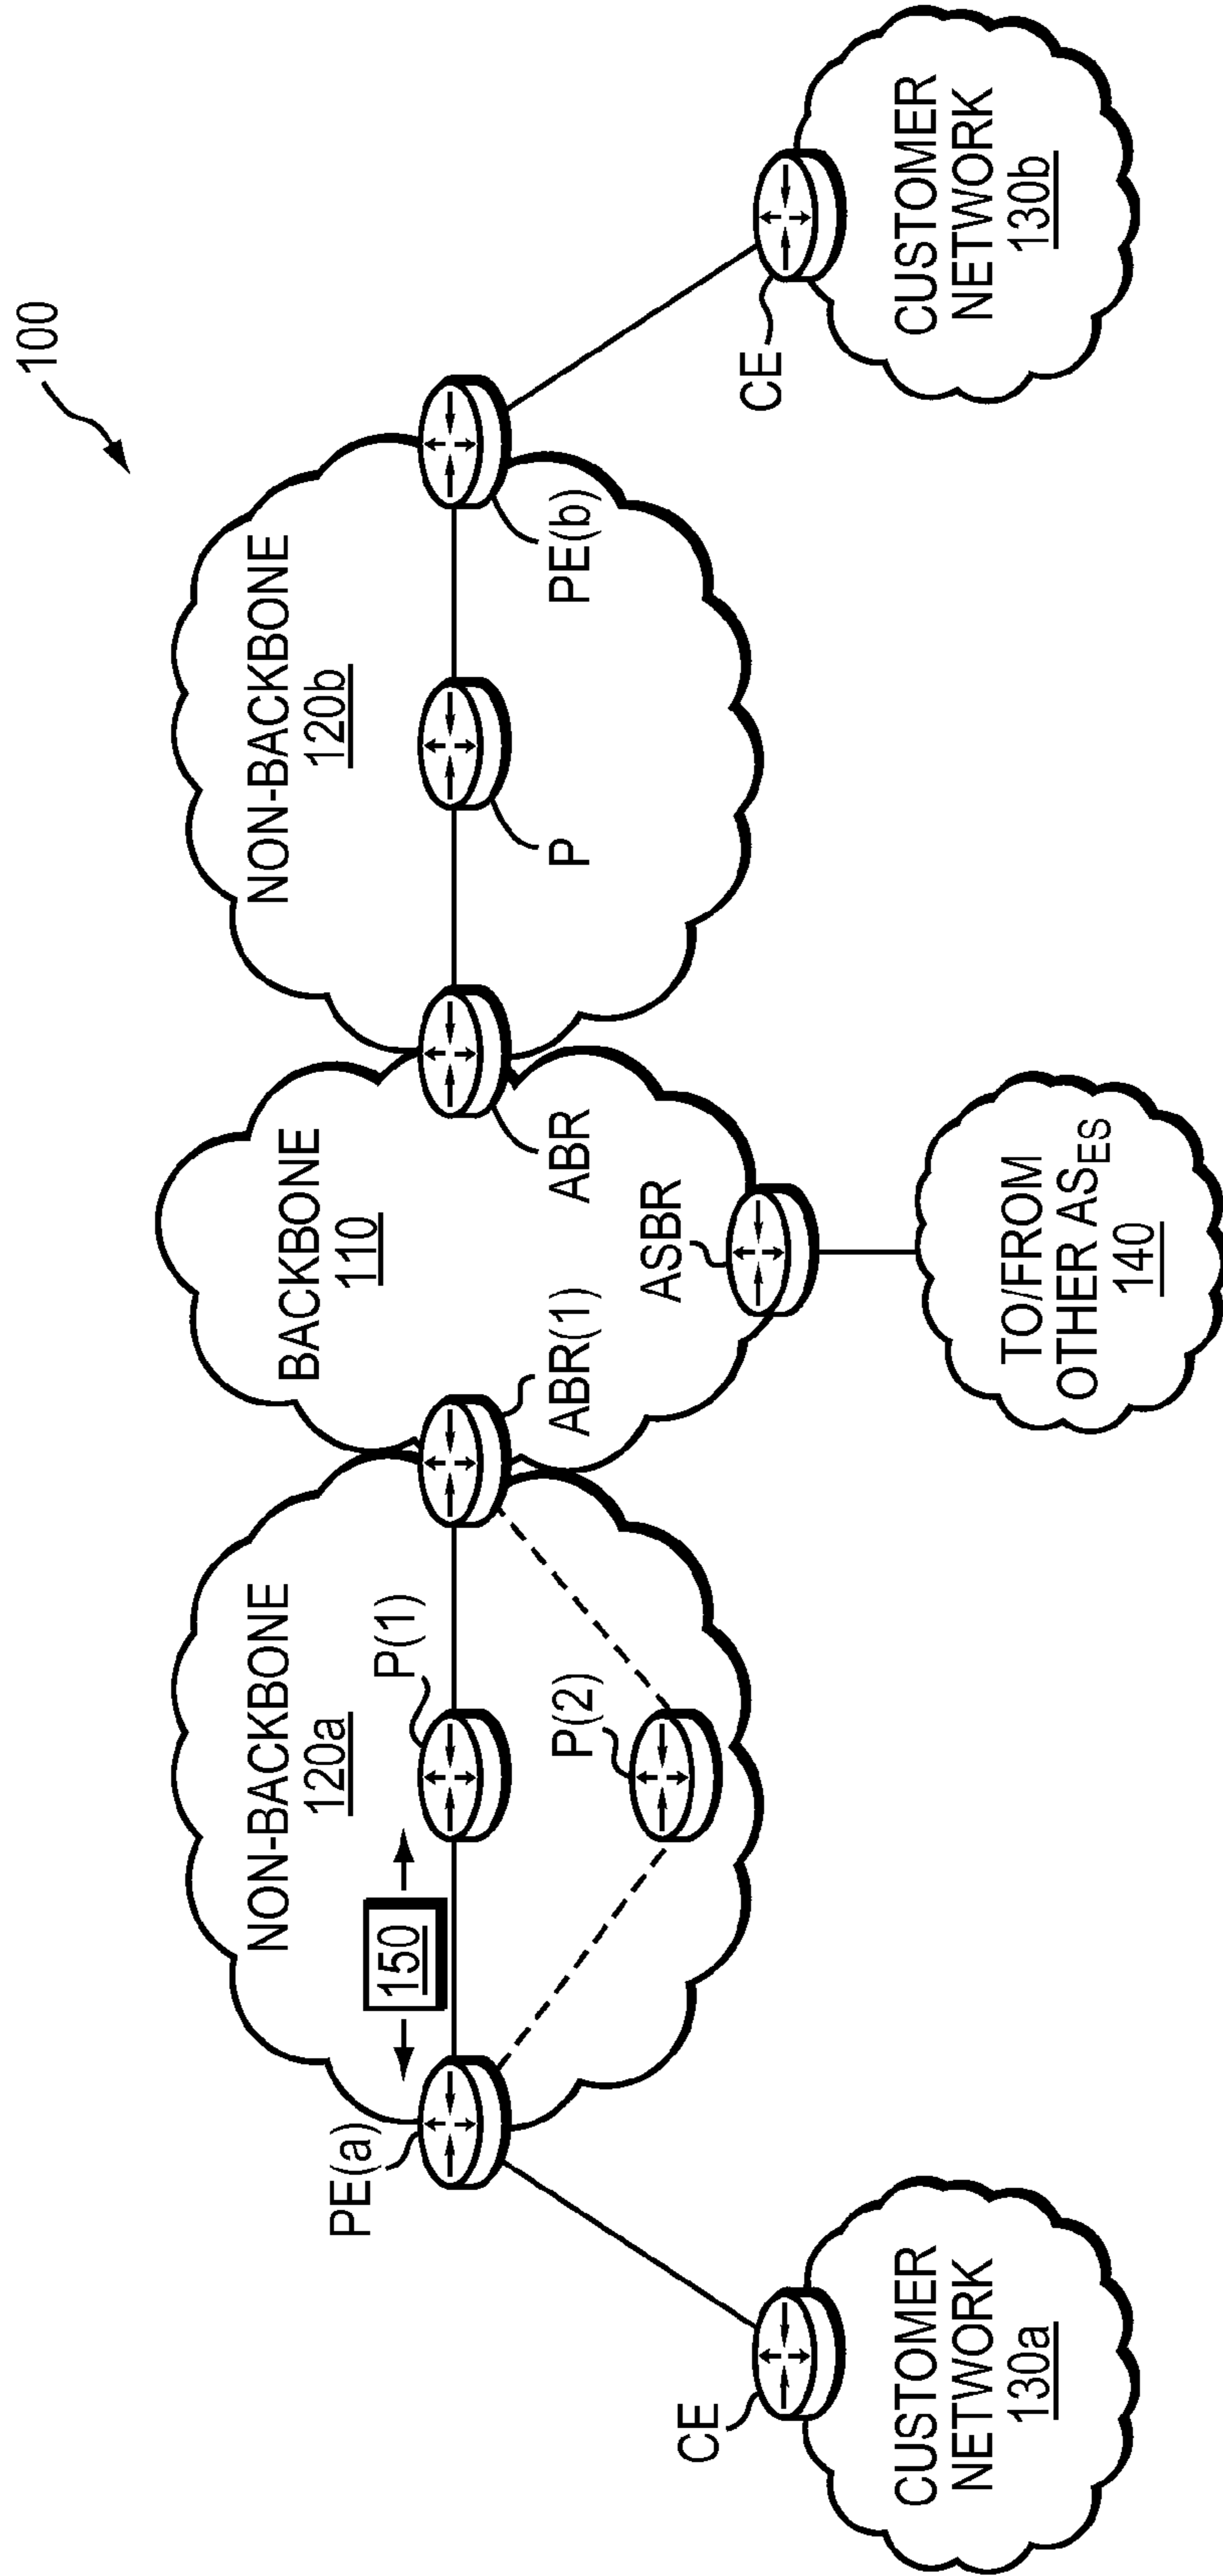 100
NON-BACKBONE
120a
BACKBONE
110
NON-BACKBONE
120b
150
P(1)
PE(a)
P(2)
ABR(1)
ABR
P
PE(b)
ASBR
CE
CE
CUSTOMER
NETWORK
130a
TO/FROM
OTHER ASES
140
CUSTOMER
NETWORK
130b